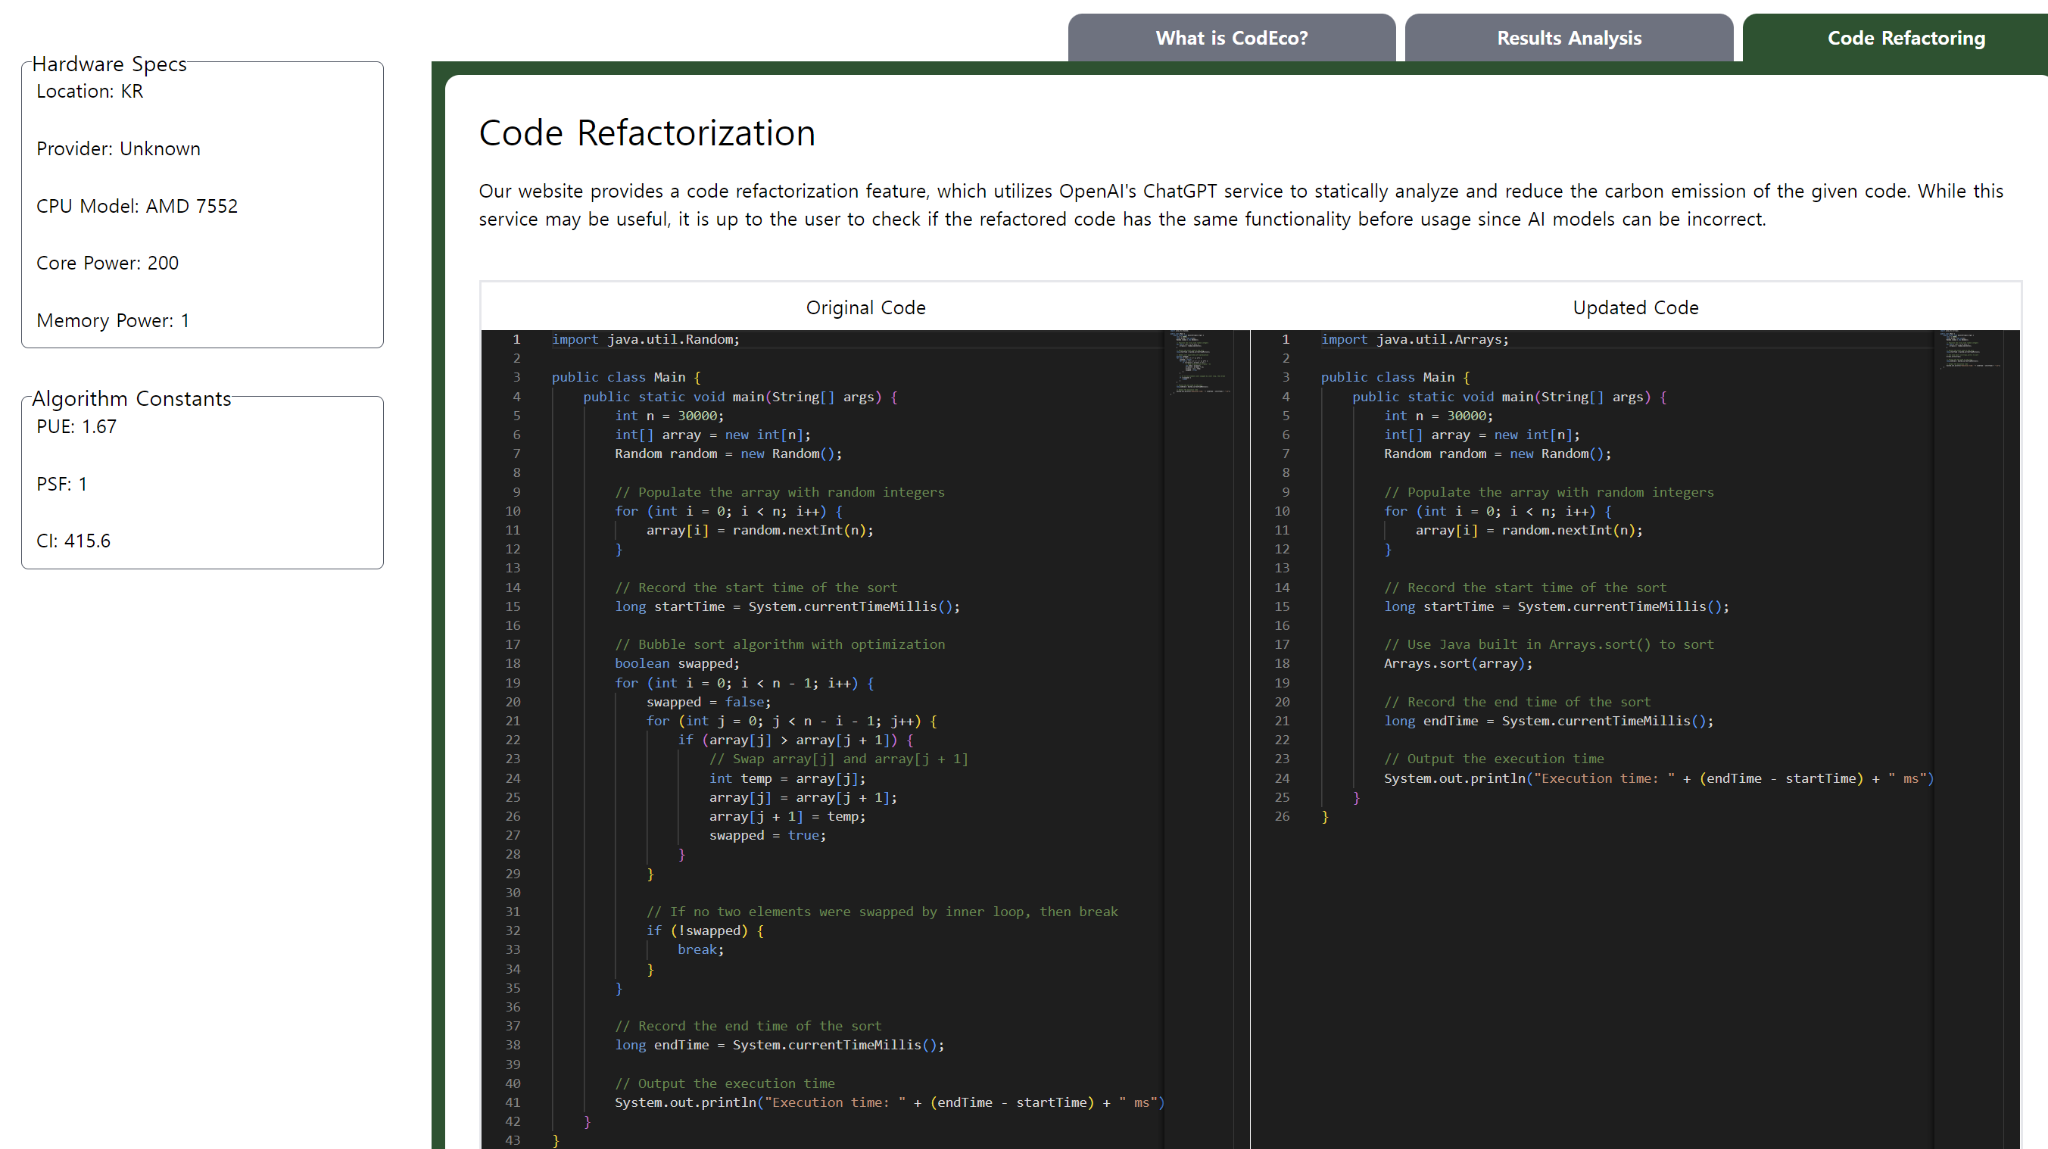 What is CodEco?
Results Analysis
Code Refactoring
Hardware Specs
Location: KR
Provider: Unknown
CPU Model: AMD 7552
Core Power: 200
Memory Power: 1
Algorithm Constants
PUE: 1.67
PSF: 1
CI: 415.6
Code Refactorization
Our website provides a code refactorization feature, which utilizes OpenAI's ChatGPT service to statically analyze and reduce the carbon emission of the given code. While this
service may be useful, it is up to the user to check if the refactored code has the same functionality before usage since AI models can be incorrect.
Original Code
1 import java.util.Random;
2
3 public class Main {
4 public static void main(String[] args) {
5 int n = 30000;
6 int[] array = new int[n];
7 Random random = new Random();
8
9 // Populate the array with random integers
10 for (int i = 0; i < n; i++) {
11 array[i] = random.nextInt(n);
12 }
13
14 // Record the start time of the sort
15 long startTime = System.currentTimeMillis();
16
17 // Bubble sort algorithm with optimization
18 boolean swapped;
19 for (int i = 0; i < n - 1; i++) {
20 swapped = false;
21 for (int j = 0; j < n - i - 1; j++) {
22 if (array[j] > array[j + 1]) {
23 // Swap array[j] and array[j + 1]
24 int temp = array[j];
25 array[j] = array[j + 1];
26 array[j + 1] = temp;
27 swapped = true;
28 }
29 }
30
31 // If no two elements were swapped by inner loop, then break
32 if (!swapped) {
33 break;
34 }
35 }
36
37 // Record the end time of the sort
38 long endTime = System.currentTimeMillis();
39
40 // Output the execution time
41 System.out.println("Execution time: " + (endTime - startTime) + " ms")
42 }
43 }
Updated Code
1 import java.util.Arrays;
2
3 public class Main {
4 public static void main(String[] args) {
5 int n = 30000;
6 int[] array = new int[n];
7 Random random = new Random();
8
9 // Populate the array with random integers
10 for (int i = 0; i < n; i++) {
11 array[i] = random.nextInt(n);
12 }
13
14 // Record the start time of the sort
15 long startTime = System.currentTimeMillis();
16
17 // Use Java built in Arrays.sort() to sort
18 Arrays.sort(array);
19
20 // Record the end time of the sort
21 long endTime = System.currentTimeMillis();
22
23 // Output the execution time
24 System.out.println("Execution time: " + (endTime - startTime) + " ms")
25 }
26 }